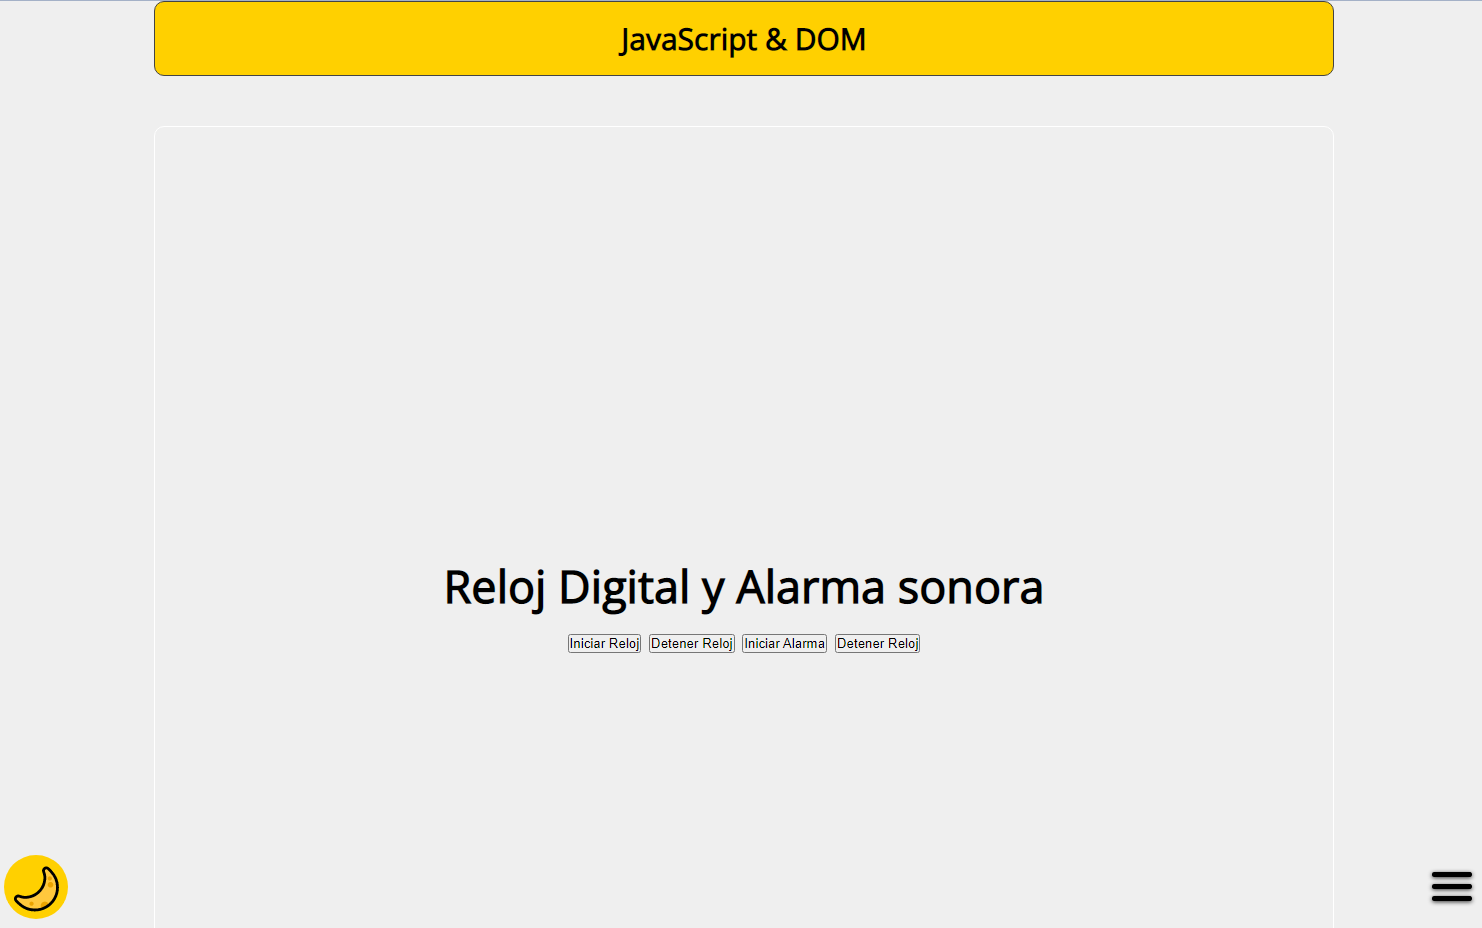 JavaScript & DOM
Reloj Digital y Alarma sonora
Iniciar Reloj Detener Reloj Iniciar Alarma Detener Reloj